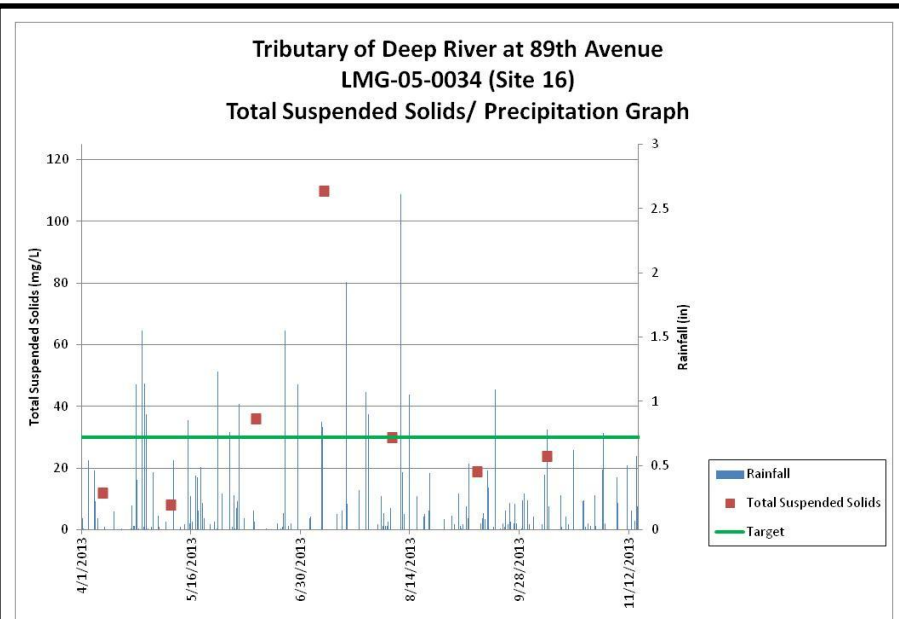 Tributary of Deep River at 89th Avenue
LMG-05-0034 (Site 16)
Total Suspended Solids/ Precipitation Graph
Total Suspended Solids (mg/L)
120
100
80
60
40
20
0
3
2.5
2
1.5
1
0.5
0
Rainfall (in)
4/1/2013
5/16/2013
6/30/2013
8/14/2013
9/28/2013
11/12/2013
Rainfall
Total Suspended Solids
Target